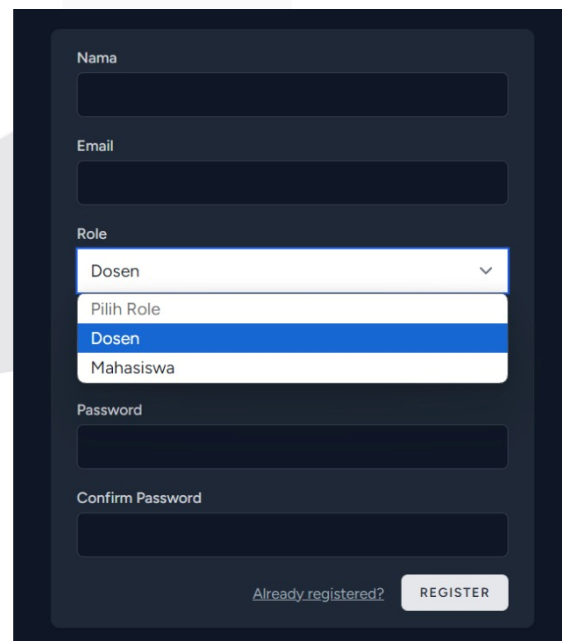 Nama
Email
Role
Dosen
Pilih Role
Dosen
Mahasiswa
Password
Confirm Password
Already registered? REGISTER